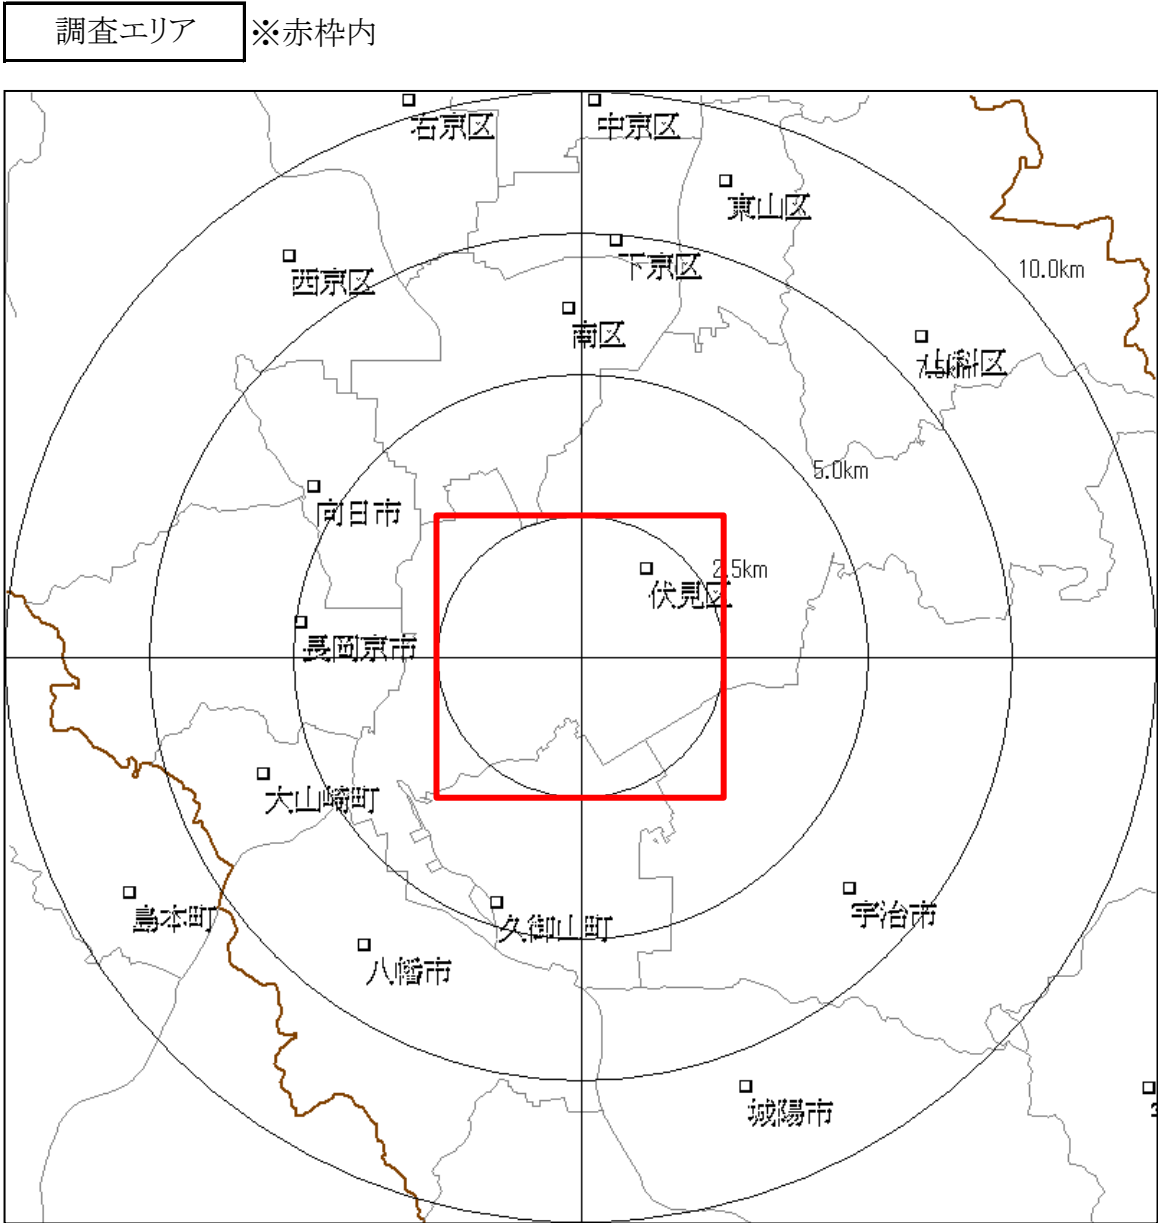 調査エリア ※赤枠内
右京区
中京区
東山区
下京区
西京区
10.0km
南区
山科区
7.5km
5.0km
向日市
2.5km
伏見区
長岡京市
大山崎町
島本町
久御山町
宇治市
八幡市
城陽市